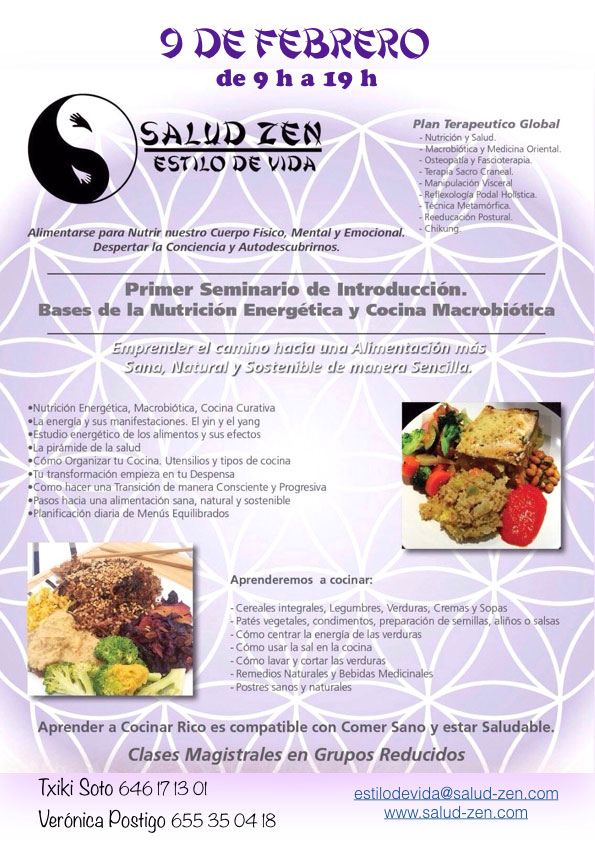 9 DE FEBRERO
de 9 h a 19 h
SALUD ZEN
ESTILO DE VIDA
Plan Terapeutico Global
- Nutrición y Salud.
- Macrobiótica y Medicina Oriental.
- Osteopatía y Fascioterapia.
- Terapia Sacro Craneal.
- Manipulación Visceral
- Reflexología Podal Holística.
- Técnica Metamórfica.
- Reeducación Postural.
- Chikung.
Alimentarse para Nutrir nuestro Cuerpo Físico, Mental y Emocional.
Despertar la Conciencia y Autodescubrirnos.
Primer Seminario de Introducción.
Bases de la Nutrición Energética y Cocina Macrobiótica
Emprender el camino hacia una Alimentación más
Sana, Natural y Sostenible de manera Sencilla.
•Nutrición Energética, Macrobiótica, Cocina Curativa
•La energía y sus manifestaciones. El yin y el yang
•Estudio energético de los alimentos y sus efectos
•La pirámide de la salud
•Cómo Organizar tu Cocina. Utensilios y tipos de cocina
•Tu transformación empieza en tu Despensa
•Como hacer una Transición de manera Consciente y Progresiva
•Pasos hacia una alimentación sana, natural y sostenible
•Planificación diaria de Menús Equilibrados
Aprenderemos a cocinar:
- Cereales integrales, Legumbres, Verduras, Cremas y Sopas
- Patés vegetales, condimentos, preparación de semillas, aliños o salsas
- Cómo centrar la energía de las verduras
- Cómo usar la sal en la cocina
- Cómo lavar y cortar las verduras
- Remedios Naturales y Bebidas Medicinales
- Postres sanos y naturales
Aprender a Cocinar Rico es compatible con Comer Sano y estar Saludable.
Clases Magistrales en Grupos Reducidos
Txiki Soto 646 17 13 01
Verónica Postigo 655 35 04 18
estilodevida@salud-zen.com
www.salud-zen.com